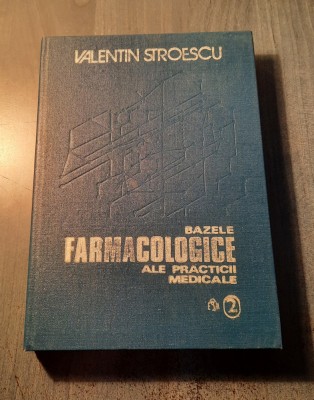 VALENTIN STROESCU
BAZELE
FARMACOLOGICE
ALE PRACTICII
MEDICALE
2